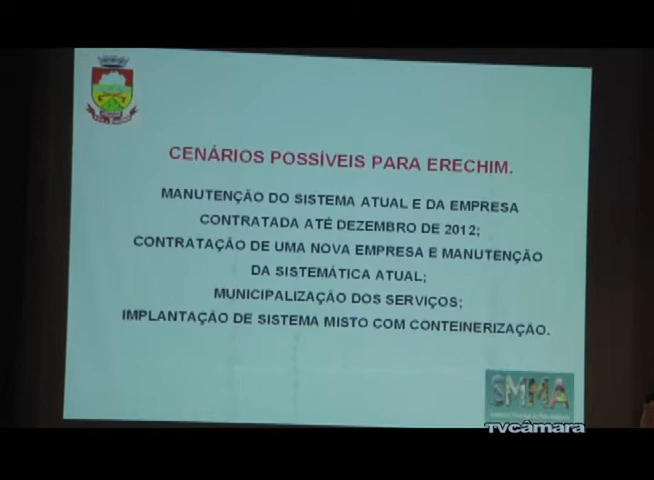 CENÁRIOS POSSÍVEIS PARA ERECHIM.
MANUTENÇÃO DO SISTEMA ATUAL E DA EMPRESA
CONTRATADA ATÉ DEZEMBRO DE 2012;
CONTRATAÇÃO DE UMA NOVA EMPRESA E MANUTENÇÃO
DA SISTEMÁTICA ATUAL;
MUNICIPALIZAÇÃO DOS SERVIÇOS;
IMPLANTAÇÃO DE SISTEMA MISTO COM CONTEINERIZAÇÃO.
SMMA
TVcâmara